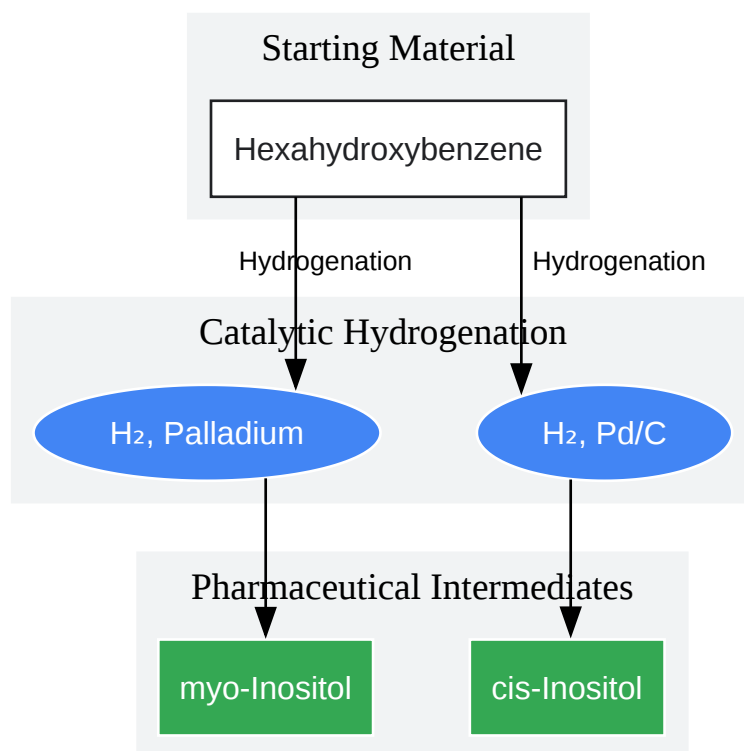 Starting Material
Hexahydroxybenzene
Hydrogenation
Hydrogenation
Catalytic Hydrogenation
H₂, Palladium
H₂, Pd/C
Pharmaceutical Intermediates
myo-Inositol
cis-Inositol